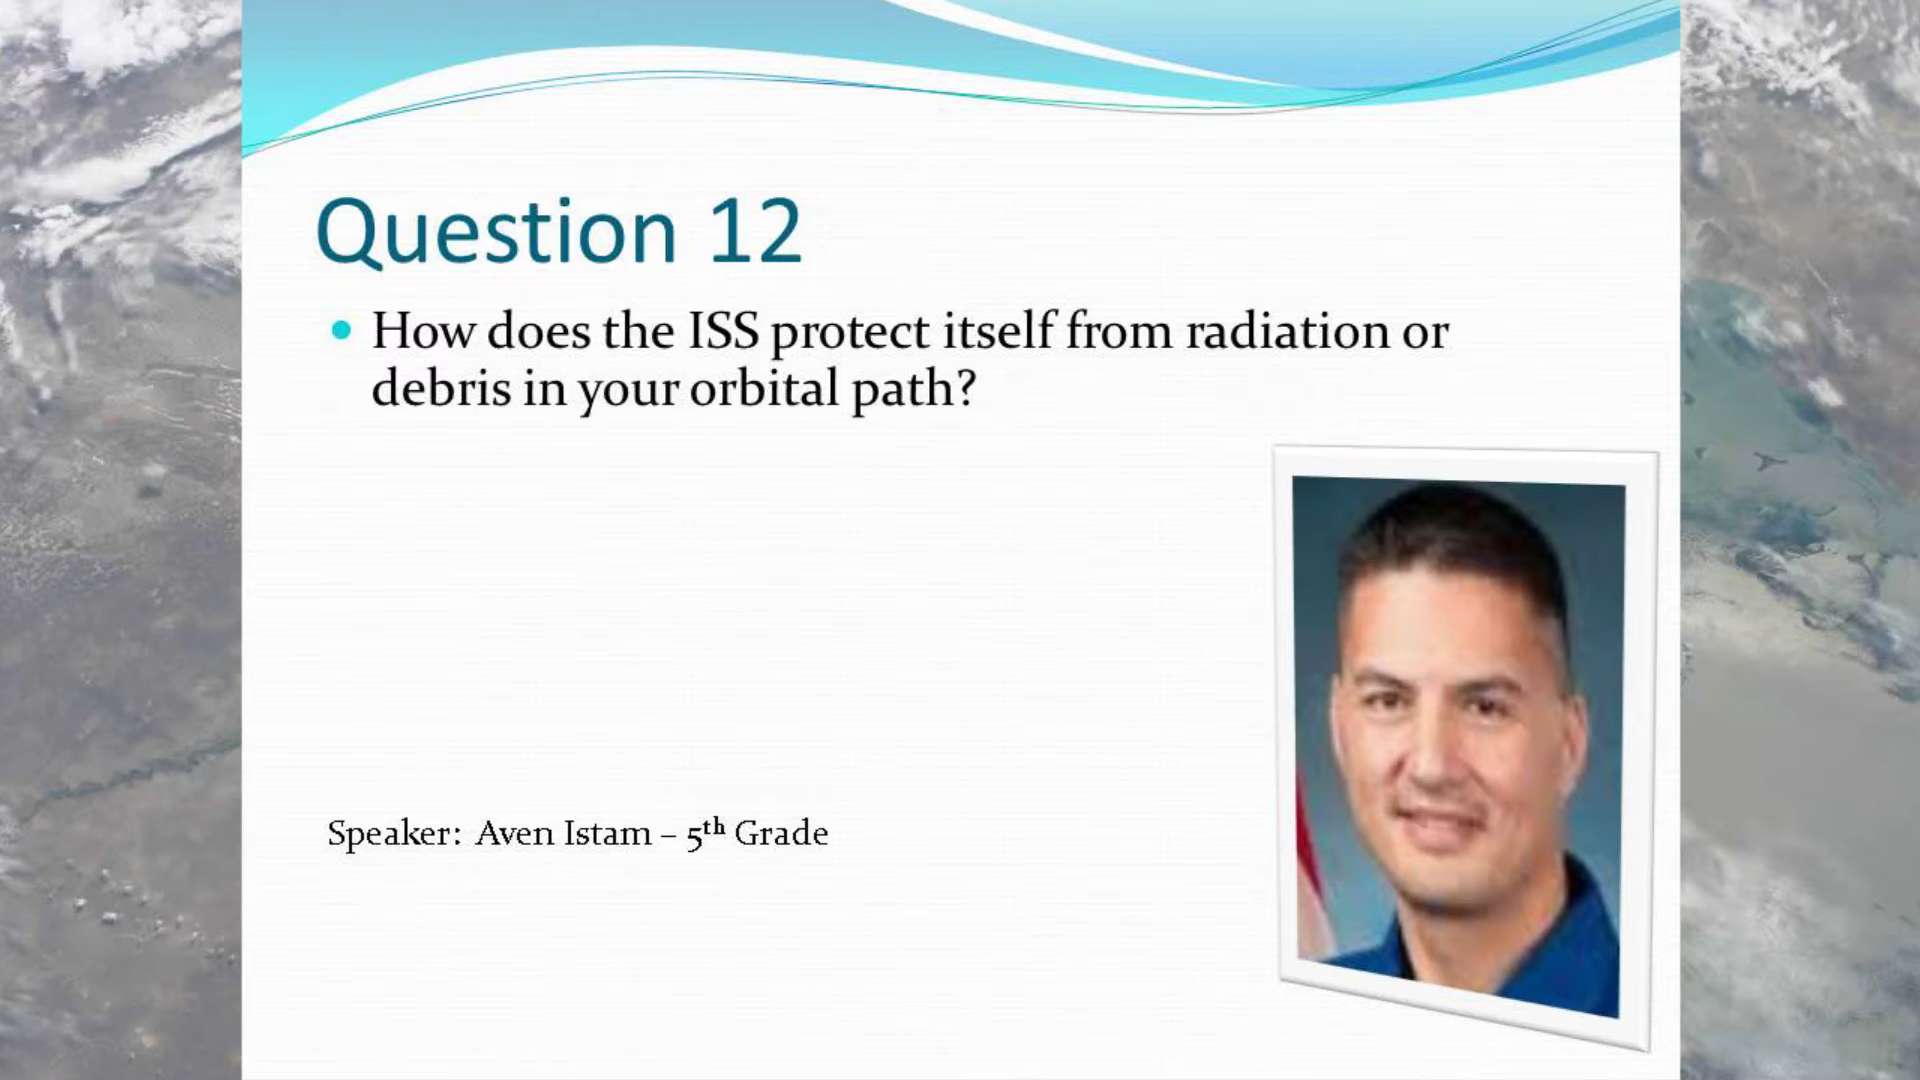 Question 12
• How does the ISS protect itself from radiation or
debris in your orbital path?
Speaker: Aven Istam – 5th Grade